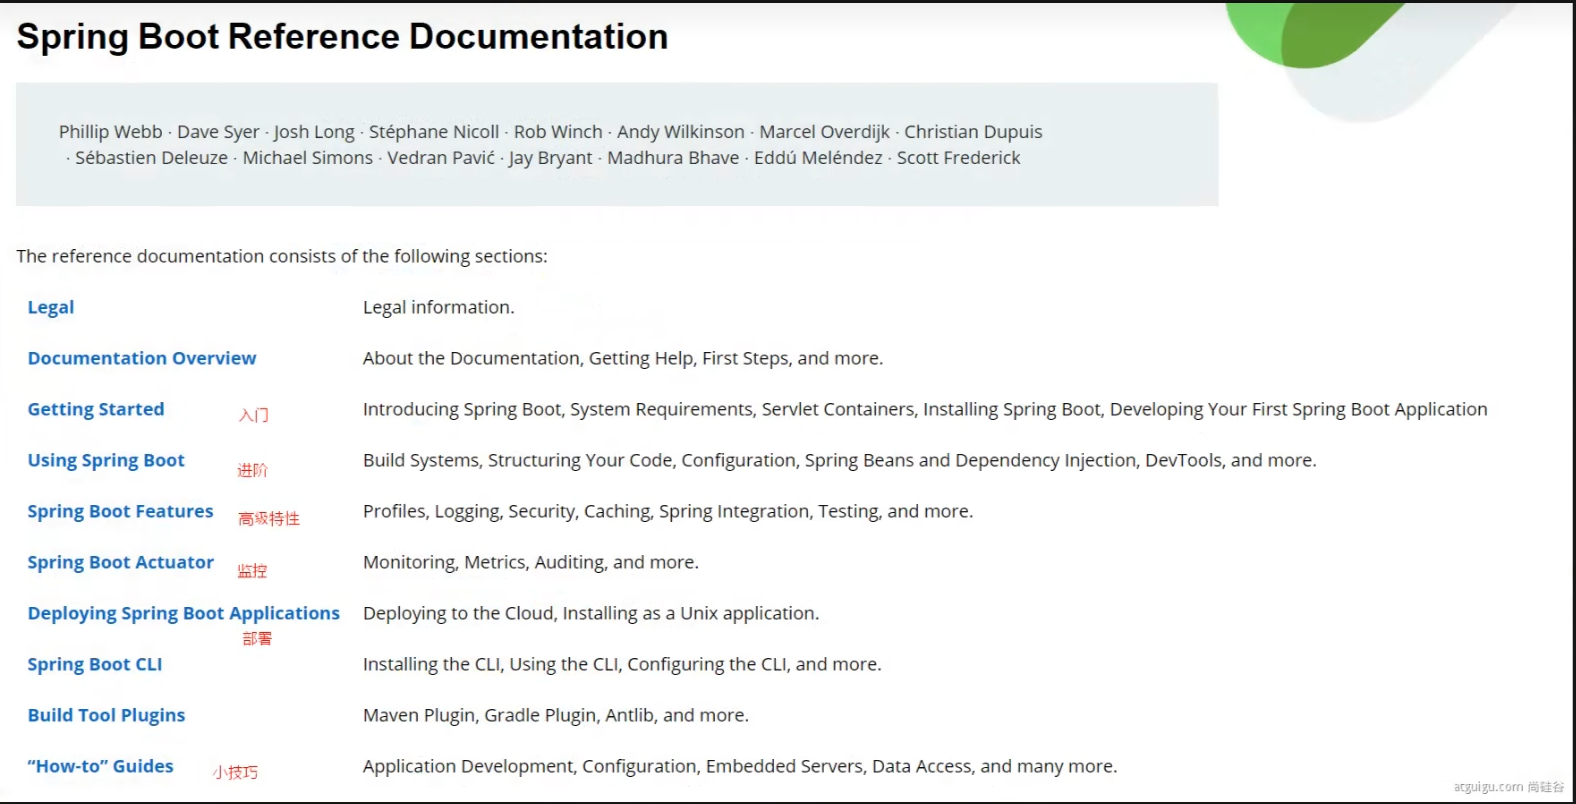 Spring Boot Reference Documentation
Phillip Webb · Dave Syer · Josh Long · Stéphane Nicoll · Rob Winch · Andy Wilkinson · Marcel Overdijk · Christian Dupuis
· Sébastien Deleuze · Michael Simons · Vedran Pavić · Jay Bryant · Madhura Bhave · Eddú Meléndez · Scott Frederick
The reference documentation consists of the following sections:
Legal Legal information.
Documentation Overview About the Documentation, Getting Help, First Steps, and more.
Getting Started 入门 Introducing Spring Boot, System Requirements, Servlet Containers, Installing Spring Boot, Developing Your First Spring Boot Application
Using Spring Boot 进阶 Build Systems, Structuring Your Code, Configuration, Spring Beans and Dependency Injection, DevTools, and more.
Spring Boot Features 高级特性 Profiles, Logging, Security, Caching, Spring Integration, Testing, and more.
Spring Boot Actuator 监控 Monitoring, Metrics, Auditing, and more.
Deploying Spring Boot Applications Deploying to the Cloud, Installing as a Unix application.
部署
Spring Boot CLI Installing the CLI, Using the CLI, Configuring the CLI, and more.
Build Tool Plugins Maven Plugin, Gradle Plugin, Antlib, and more.
“How-to” Guides 小技巧 Application Development, Configuration, Embedded Servers, Data Access, and many more.
atguigu.com 尚硅谷